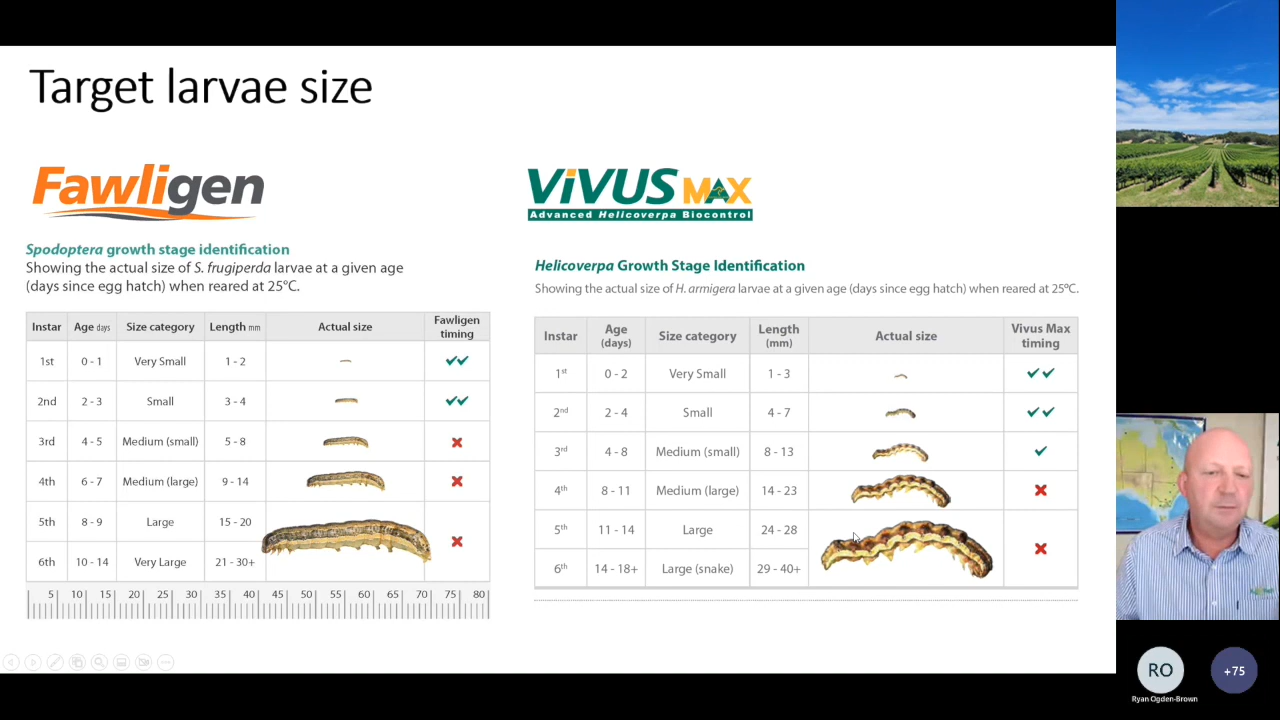 Target larvae size
Fawligen
Spodoptera growth stage identification
Showing the actual size of S. frugiperda larvae at a given age
(days since egg hatch) when reared at 25°C.
Instar Age days Size category Length mm Actual size Fawligen timing
1st 0 - 1 Very Small 1 - 2
2nd 2 - 3 Small 3 - 4
3rd 4 - 5 Medium (small) 5 - 8
4th 6 - 7 Medium (large) 9 - 14
5th 8 - 9 Large 15 - 20
6th 10 - 14 Very Large 21 - 30+
5 10 15 20 25 30 35 40 45 50 55 60 65 70 75 80
ViVUS MAX
Advanced Helicoverpa Biocontrol
Helicoverpa Growth Stage Identification
Showing the actual size of H. armigera larvae at a given age (days since egg hatch) when reared at 25°C.
Instar Age (days) Size category Length (mm) Actual size Vivus Max timing
1st 0 - 2 Very Small 1 - 3
2nd 2 - 4 Small 4 - 7
3rd 4 - 8 Medium (small) 8 - 13
4th 8 - 11 Medium (large) 14 - 23
5th 11 - 14 Large 24 - 28
6th 14 - 18+ Large (snake) 29 - 40+
RO
Ryan Ogden-Brown
+75